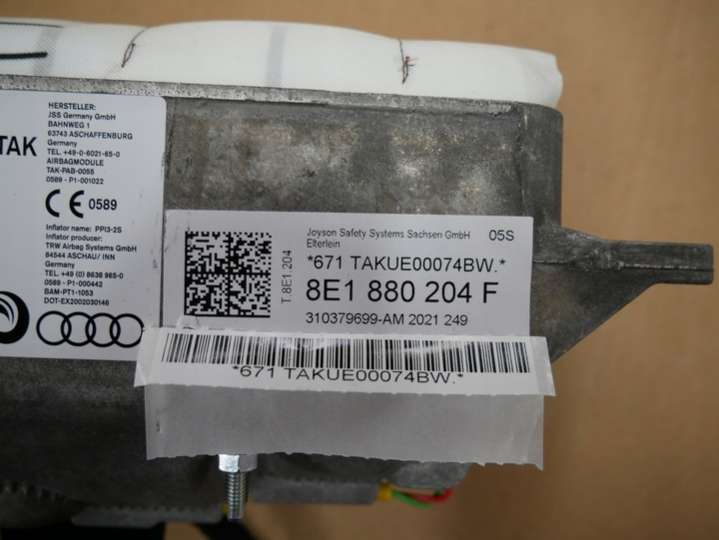 TAK
HERSTELLER:
JSS Germany GmbH
BAHNWEG 1
63743 ASCHAFFENBURG
Germany
TEL. +49-0-6021-65-0
AIRBAGMODULE
TAK-PAB-0055
0589 - P1-001022
CE 0589
Inflator name: PPI3-2S
Inflator producer:
TRW Airbag Systems GmbH
84544 ASCHAU / INN
Germany
TEL. +49 (0) 8638 965-0
0589 - P1-000442
BAM-PT1-1053
DOT-EX2002030146
T 8E1 204
Joyson Safety Systems Sachsen GmbH
Elterlein
05S
*671 TAKUE00074BW.*
8E1 880 204 F
310379699-AM 2021 249
*671 TAKUE00074BW.*